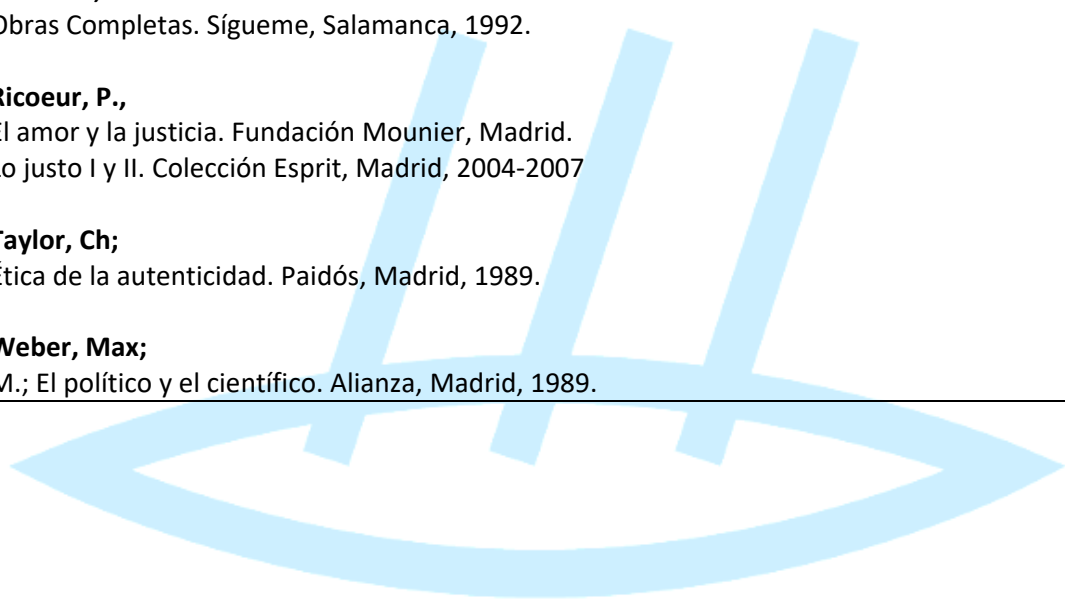 Obras Completas. Sígueme, Salamanca, 1992.
Ricoeur, P.,
El amor y la justicia. Fundación Mounier, Madrid.
Lo justo I y II. Colección Esprit, Madrid, 2004-2007
Taylor, Ch;
Ética de la autenticidad. Paidós, Madrid, 1989.
Weber, Max;
M.; El político y el científico. Alianza, Madrid, 1989.